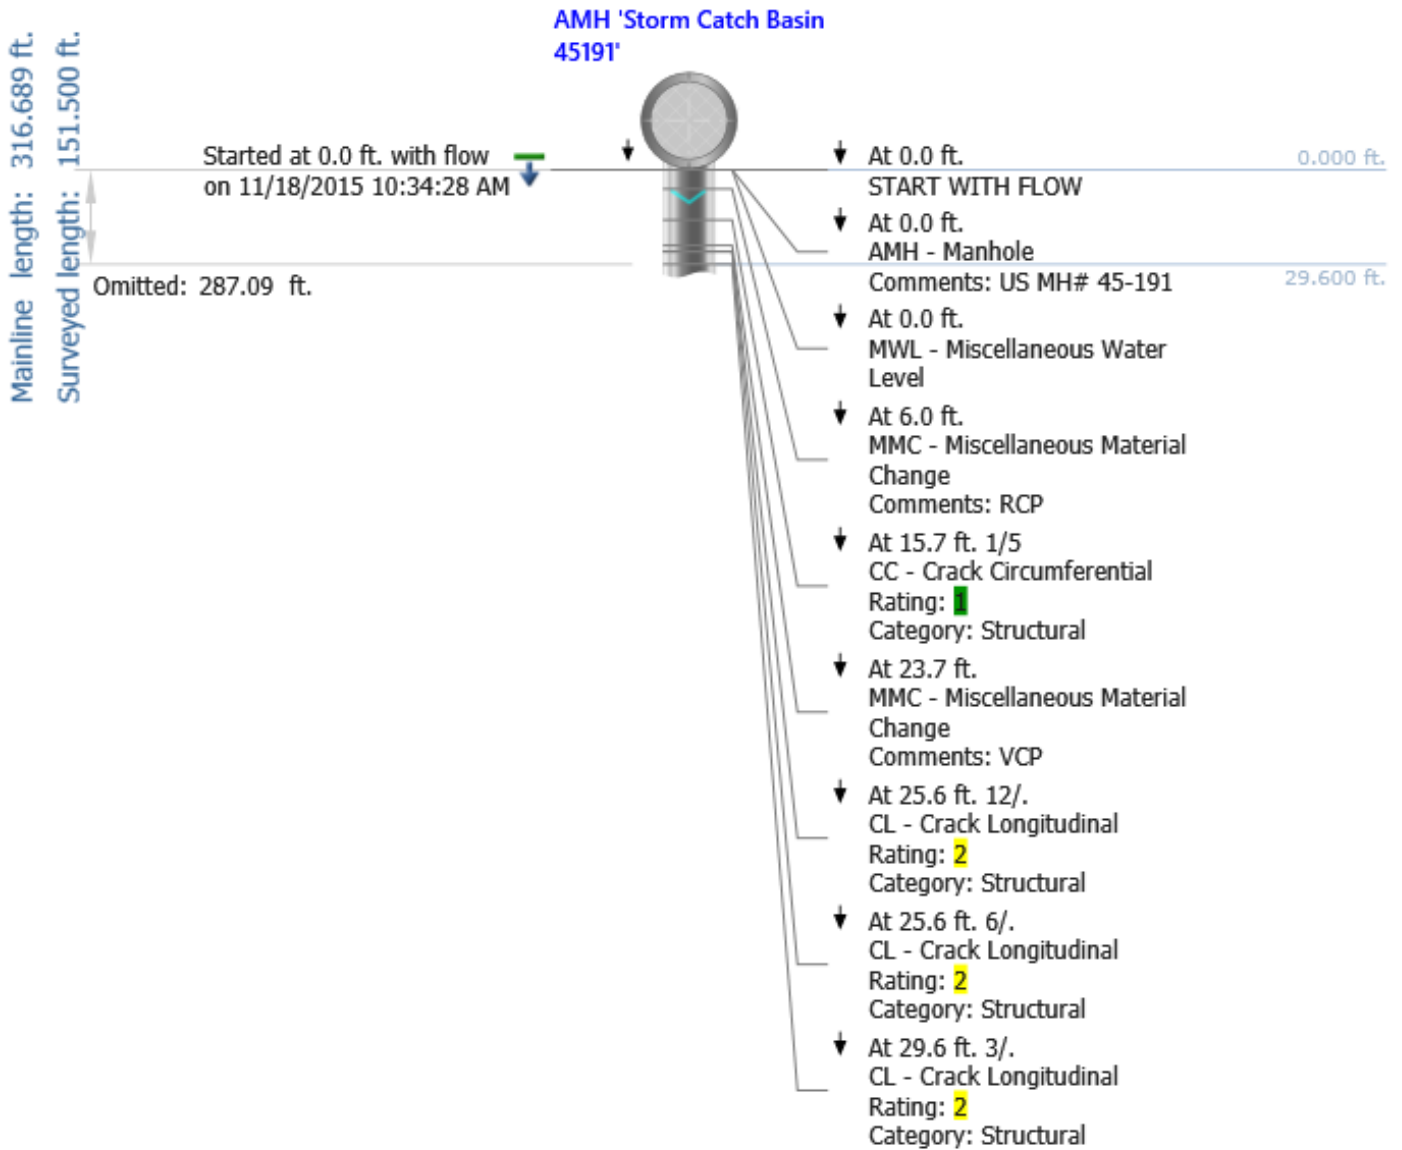 AMH 'Storm Catch Basin
45191'
Mainline length: 316.689 ft.
Surveyed length: 151.500 ft.
Started at 0.0 ft. with flow
on 11/18/2015 10:34:28 AM
Omitted: 287.09 ft.
0.000 ft.
29.600 ft.
At 0.0 ft.
START WITH FLOW
At 0.0 ft.
AMH - Manhole
Comments: US MH# 45-191
At 0.0 ft.
MWL - Miscellaneous Water
Level
At 6.0 ft.
MMC - Miscellaneous Material
Change
Comments: RCP
At 15.7 ft. 1/5
CC - Crack Circumferential
Rating: 1
Category: Structural
At 23.7 ft.
MMC - Miscellaneous Material
Change
Comments: VCP
At 25.6 ft. 12/.
CL - Crack Longitudinal
Rating: 2
Category: Structural
At 25.6 ft. 6/.
CL - Crack Longitudinal
Rating: 2
Category: Structural
At 29.6 ft. 3/.
CL - Crack Longitudinal
Rating: 2
Category: Structural